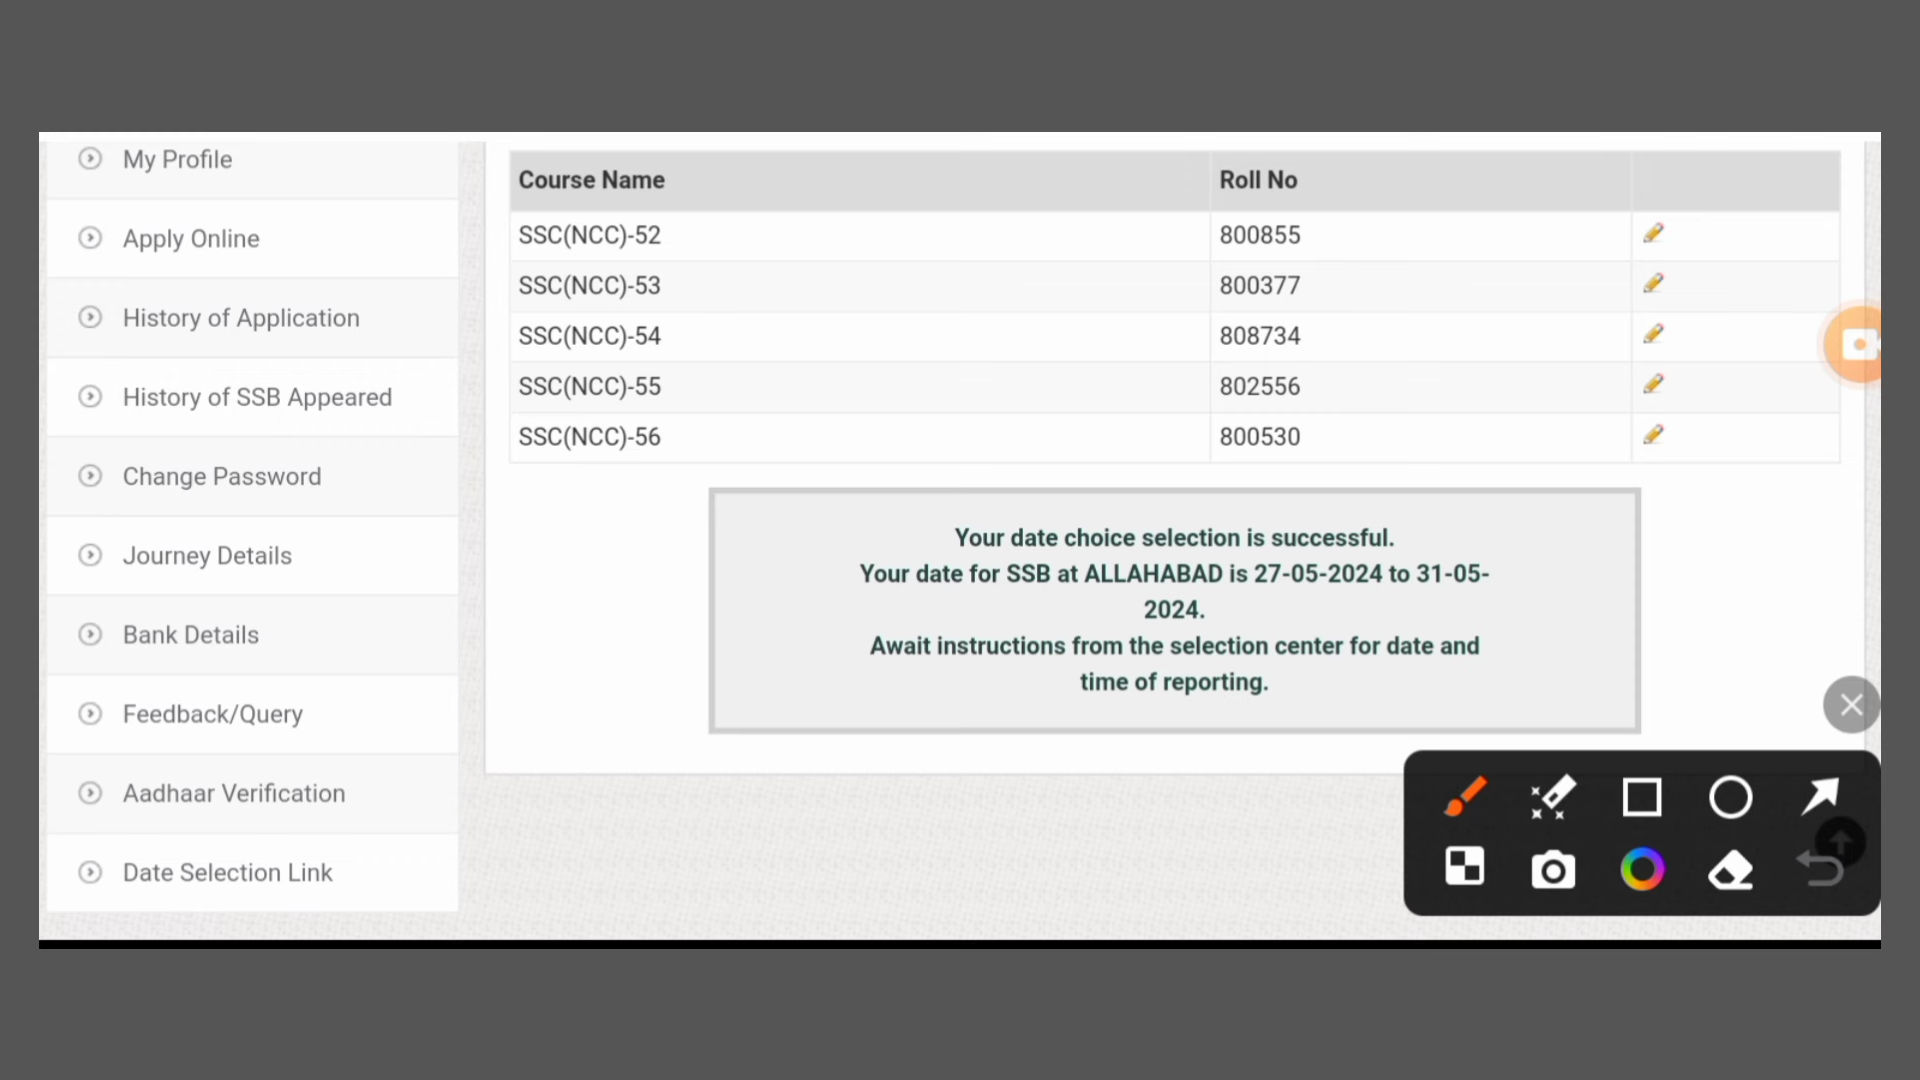 My Profile
Apply Online
History of Application
History of SSB Appeared
Change Password
Journey Details
Bank Details
Feedback/Query
Aadhaar Verification
Date Selection Link
Course Name Roll No
SSC(NCC)-52 800855
SSC(NCC)-53 800377
SSC(NCC)-54 808734
SSC(NCC)-55 802556
SSC(NCC)-56 800530
Your date choice selection is successful.
Your date for SSB at ALLAHABAD is 27-05-2024 to 31-05-
2024.
Await instructions from the selection center for date and
time of reporting.